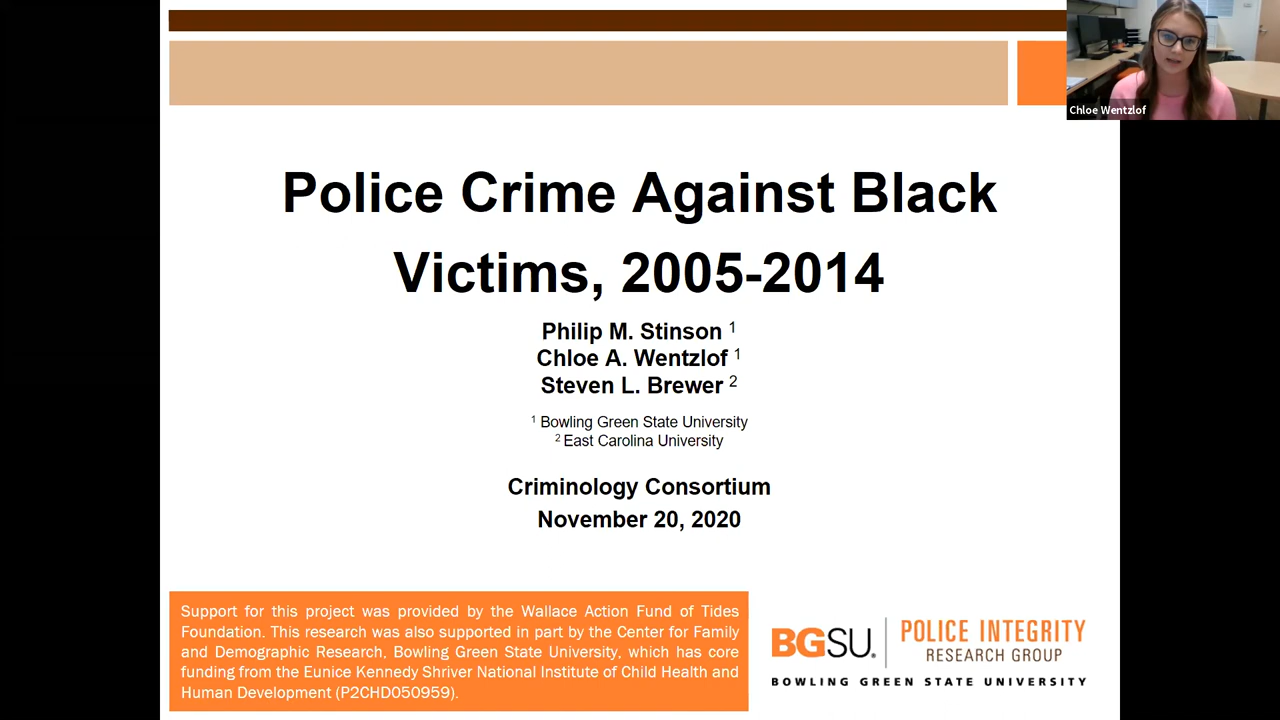 Chloe Wentzlof
Police Crime Against Black
Victims, 2005-2014
Philip M. Stinson 1
Chloe A. Wentzlof 1
Steven L. Brewer 2
1 Bowling Green State University
2 East Carolina University
Criminology Consortium
November 20, 2020
Support for this project was provided by the Wallace Action Fund of Tides
Foundation. This research was also supported in part by the Center for Family
and Demographic Research, Bowling Green State University, which has core
funding from the Eunice Kennedy Shriver National Institute of Child Health and
Human Development (P2CHD050959).
BGSU.
POLICE INTEGRITY
RESEARCH GROUP
BOWLING GREEN STATE UNIVERSITY